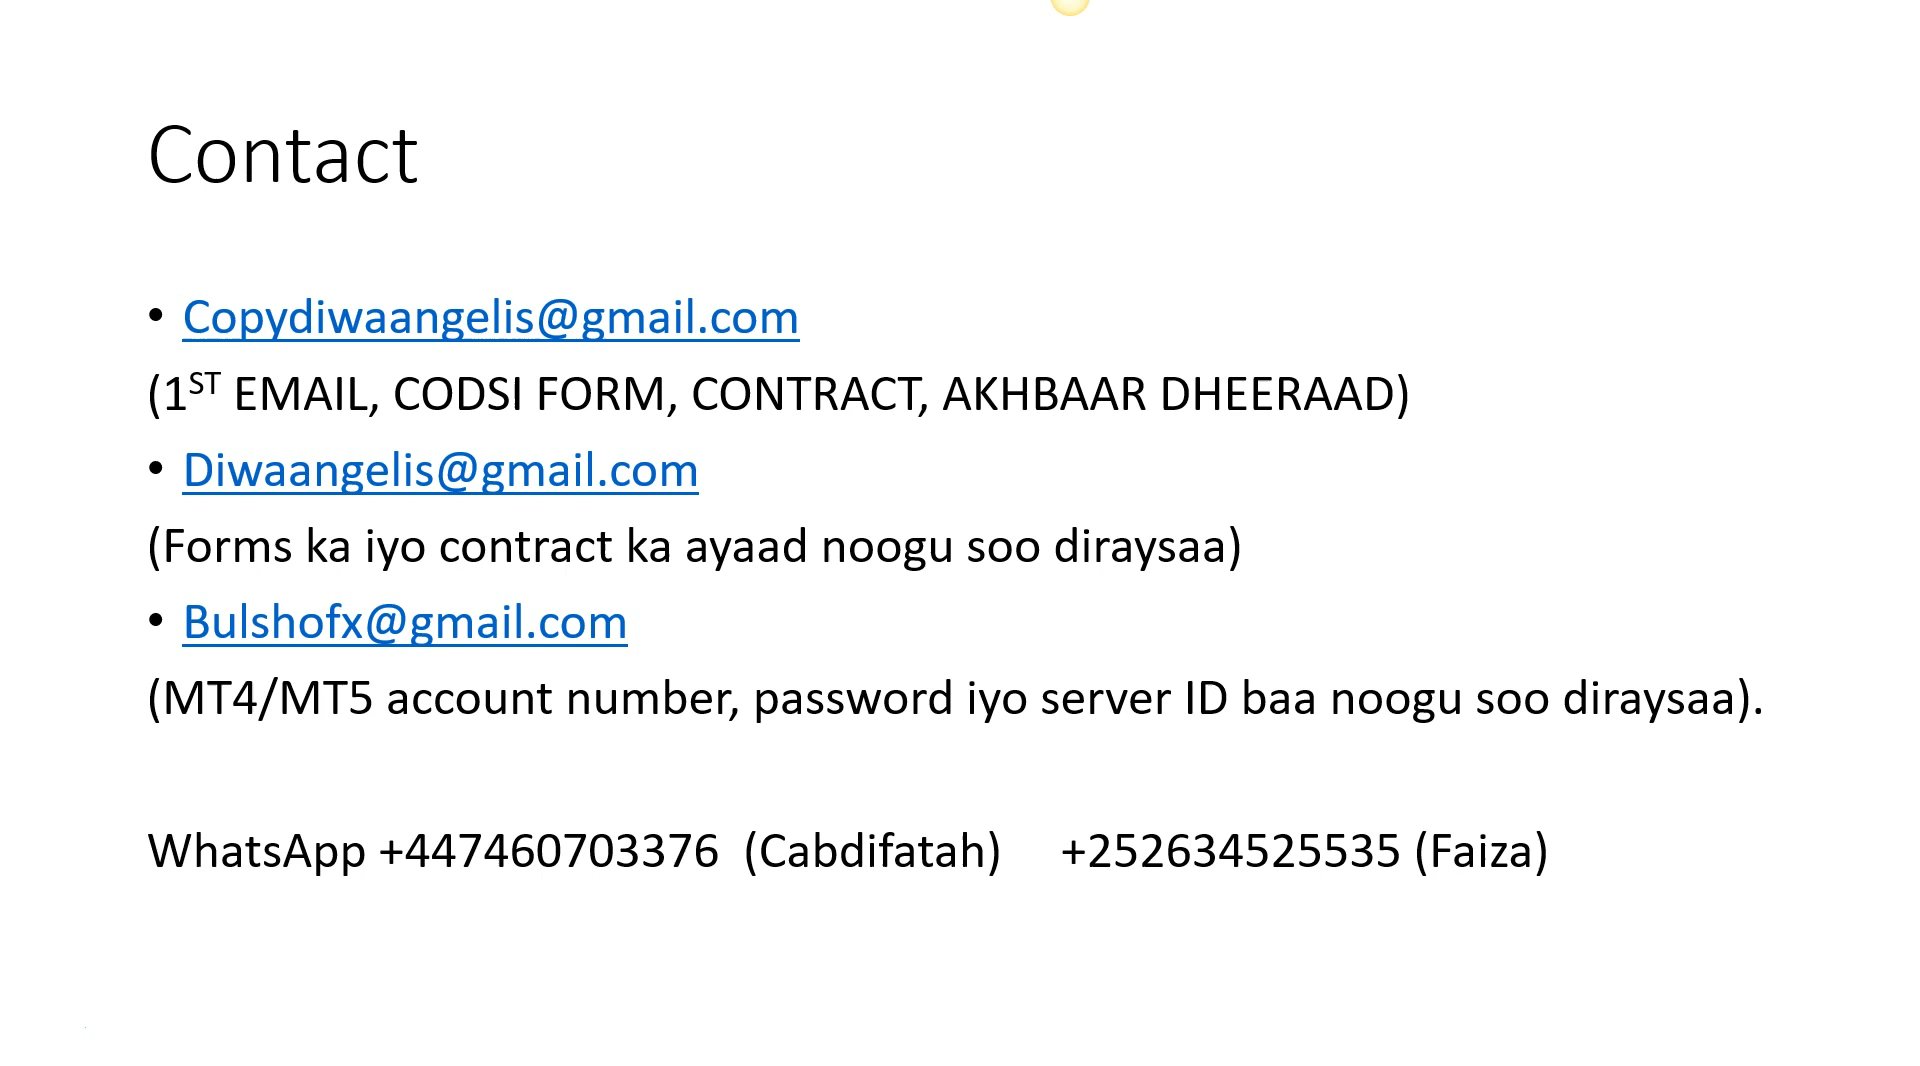 Contact
• Copydiwaangelis@gmail.com
(1ST EMAIL, CODSI FORM, CONTRACT, AKHBAAR DHEERAAD)
• Diwaangelis@gmail.com
(Forms ka iyo contract ka ayaad noogu soo diraysaa)
• Bulshofx@gmail.com
(MT4/MT5 account number, password iyo server ID baa noogu soo diraysaa).
WhatsApp +447460703376 (Cabdifatah) +252634525535 (Faiza)